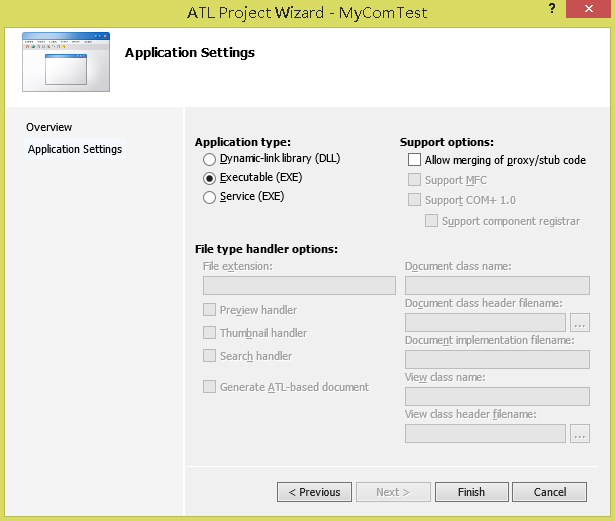 ATL Project Wizard - MyComTest
? ×
Application Settings
Overview
Application Settings
Application type:
Dynamic-link library (DLL)
Executable (EXE)
Service (EXE)
Support options:
Allow merging of proxy/stub code
Support MFC
Support COM+ 1.0
Support component registrar
File type handler options:
File extension:
Preview handler
Thumbnail handler
Search handler
Generate ATL-based document
Document class name:
Document class header filename:
...
Document implementation filename:
View class name:
View class header filename:
...
< Previous
Next >
Finish
Cancel